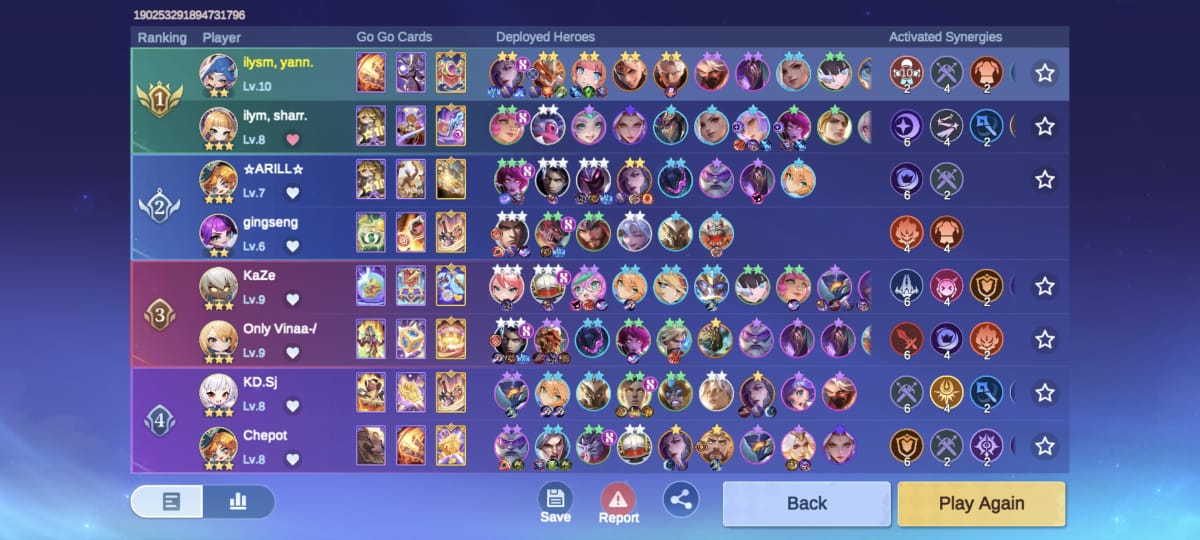 190253291894731796
Ranking Player Go Go Cards Deployed Heroes Activated Synergies
1
ilysm, yann.
Lv.10
10
2 4 2
ilym, sharr.
Lv.8
6 4 2
2
☆ARILL☆
Lv.7
6 2
gingseng
Lv.6
4 4
3
KaZe
Lv.9
6 4 2
Only Vinaa-/
Lv.9
6 4 2
4
KD.Sj
Lv.8
6 4 2
Chepot
Lv.8
6 2 2
Save
Report
Back
Play Again